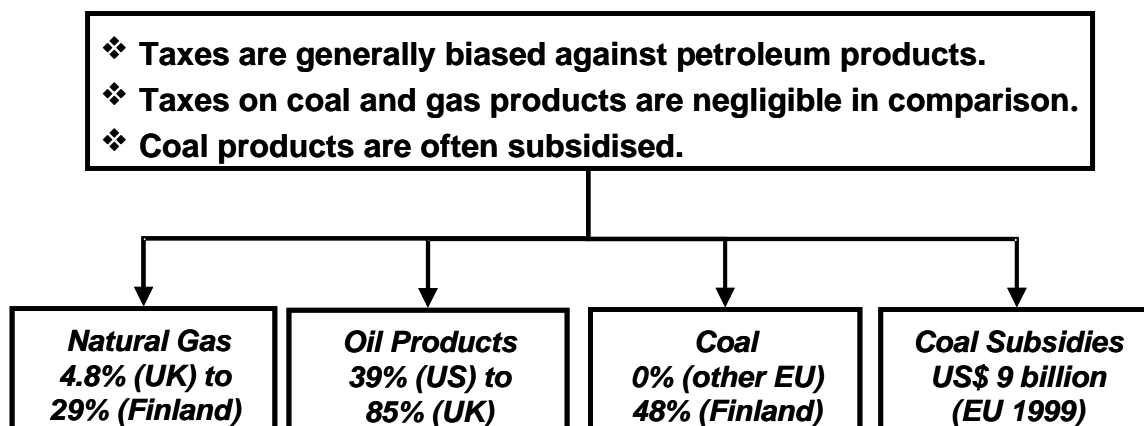 ❖ Taxes are generally biased against petroleum products.
❖ Taxes on coal and gas products are negligible in comparison.
❖ Coal products are often subsidised.
Natural Gas
4.8% (UK) to
29% (Finland)
Oil Products
39% (US) to
85% (UK)
Coal
0% (other EU)
48% (Finland)
Coal Subsidies
US$ 9 billion
(EU 1999)